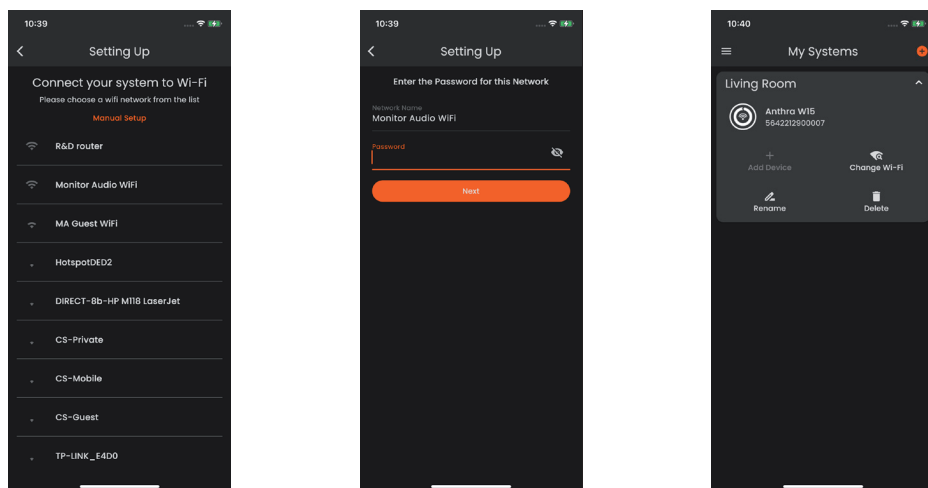 10:39
Setting Up
Connect your system to Wi-Fi
Please choose a wifi network from the list
Manual Setup
R&D router
Monitor Audio WiFi
MA Guest WiFi
HotspotDED2
DIRECT-8b-HP M118 LaserJet
CS-Private
CS-Mobile
CS-Guest
TP-LINK_E4D0
10:39
Setting Up
Enter the Password for this Network
Network Name
Monitor Audio WiFi
Password
Next
10:40
My Systems
Living Room
Anthra W15
5642212900007
Add Device
Change Wi-Fi
Rename
Delete